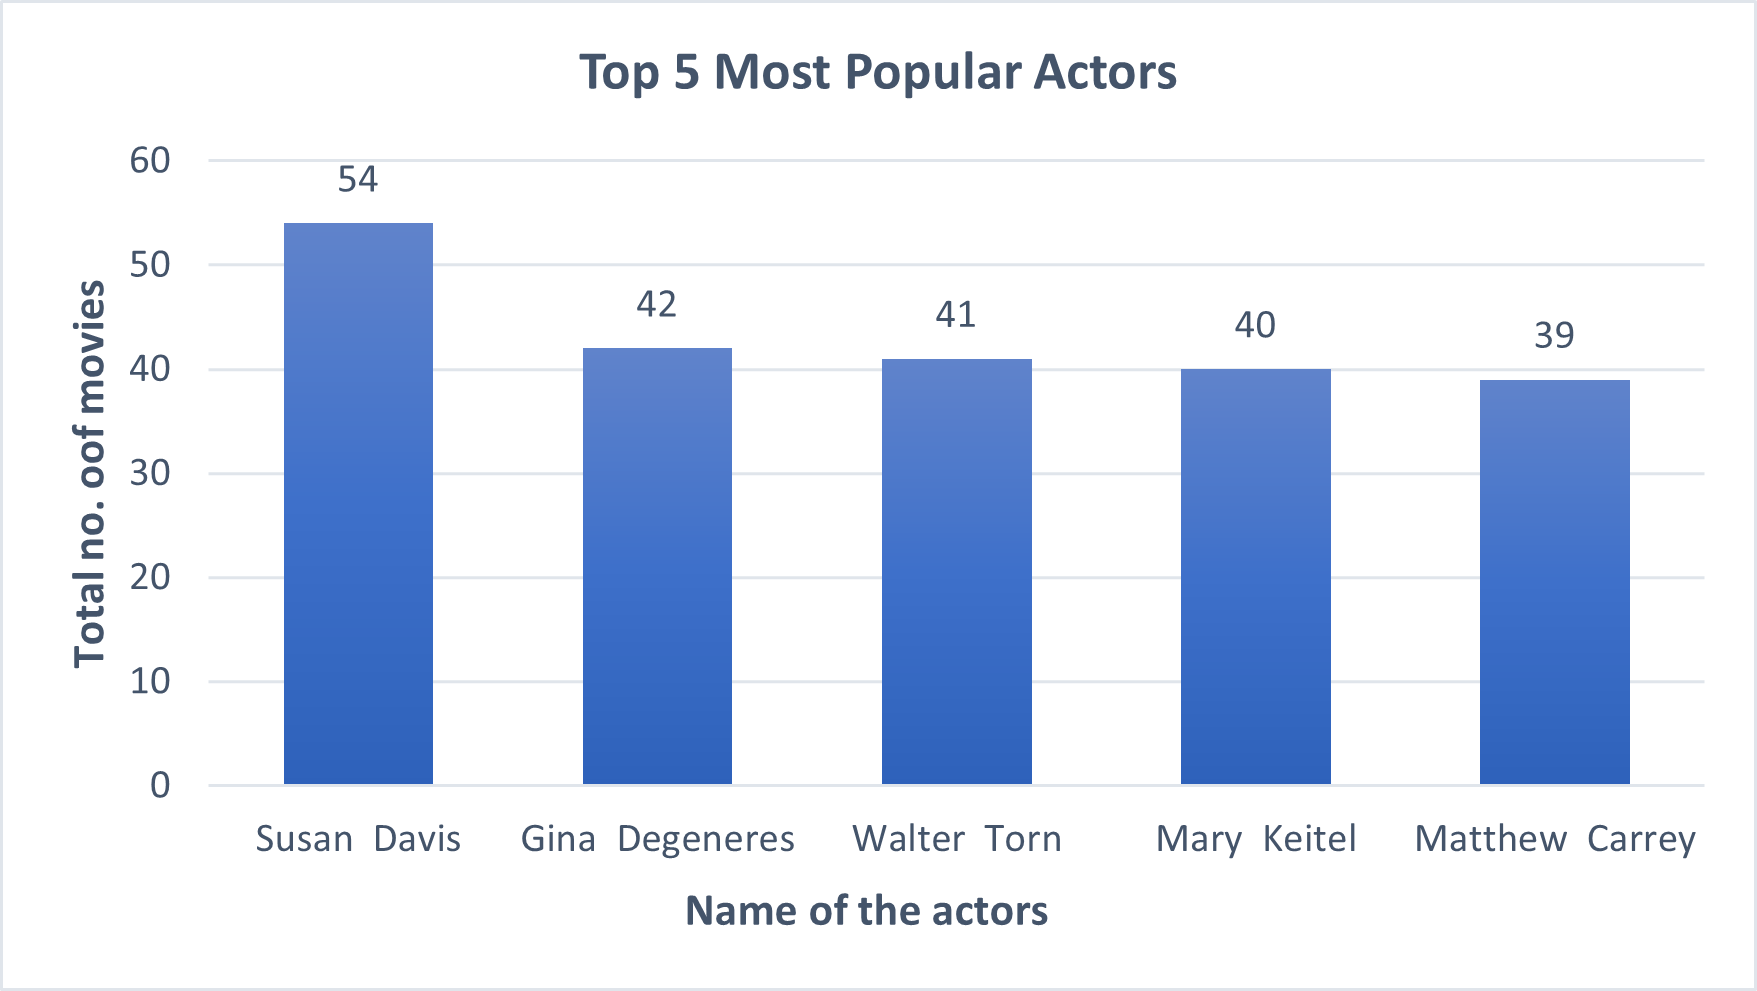 Top 5 Most Popular Actors
60
50
40
30
20
10
0
Total no. oof movies
54
42
41
40
39
Susan Davis
Gina Degeneres
Walter Torn
Mary Keitel
Matthew Carrey
Name of the actors